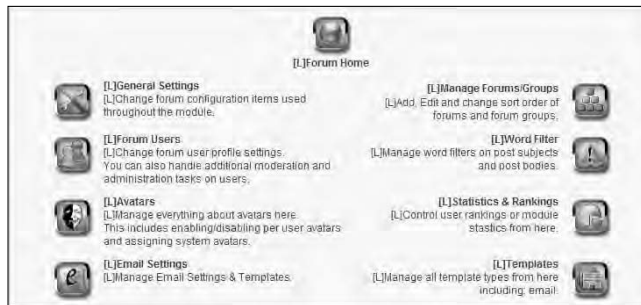 [L]Forum Home
[L]General Settings
[L]Change forum configuration items used
throughout the module.
[L]Manage Forums/Groups
[L]Add, Edit and change sort order of
forums and forum groups.
[L]Forum Users
[L]Change forum user profile settings.
You can also handle additional moderation and
administration tasks on users.
[L]Word Filter
[L]Manage word filters on post subjects
and post bodies.
[L]Avatars
[L]Manage everything about avatars here.
This includes enabling/disabling per user avatars
and assigning system avatars.
[L]Statistics & Rankings
[L]Control user rankings or module
stastics from here.
[L]Email Settings
[L]Manage Email Settings & Templates.
[L]Templates
[L]Manage all template types from here
including: email.